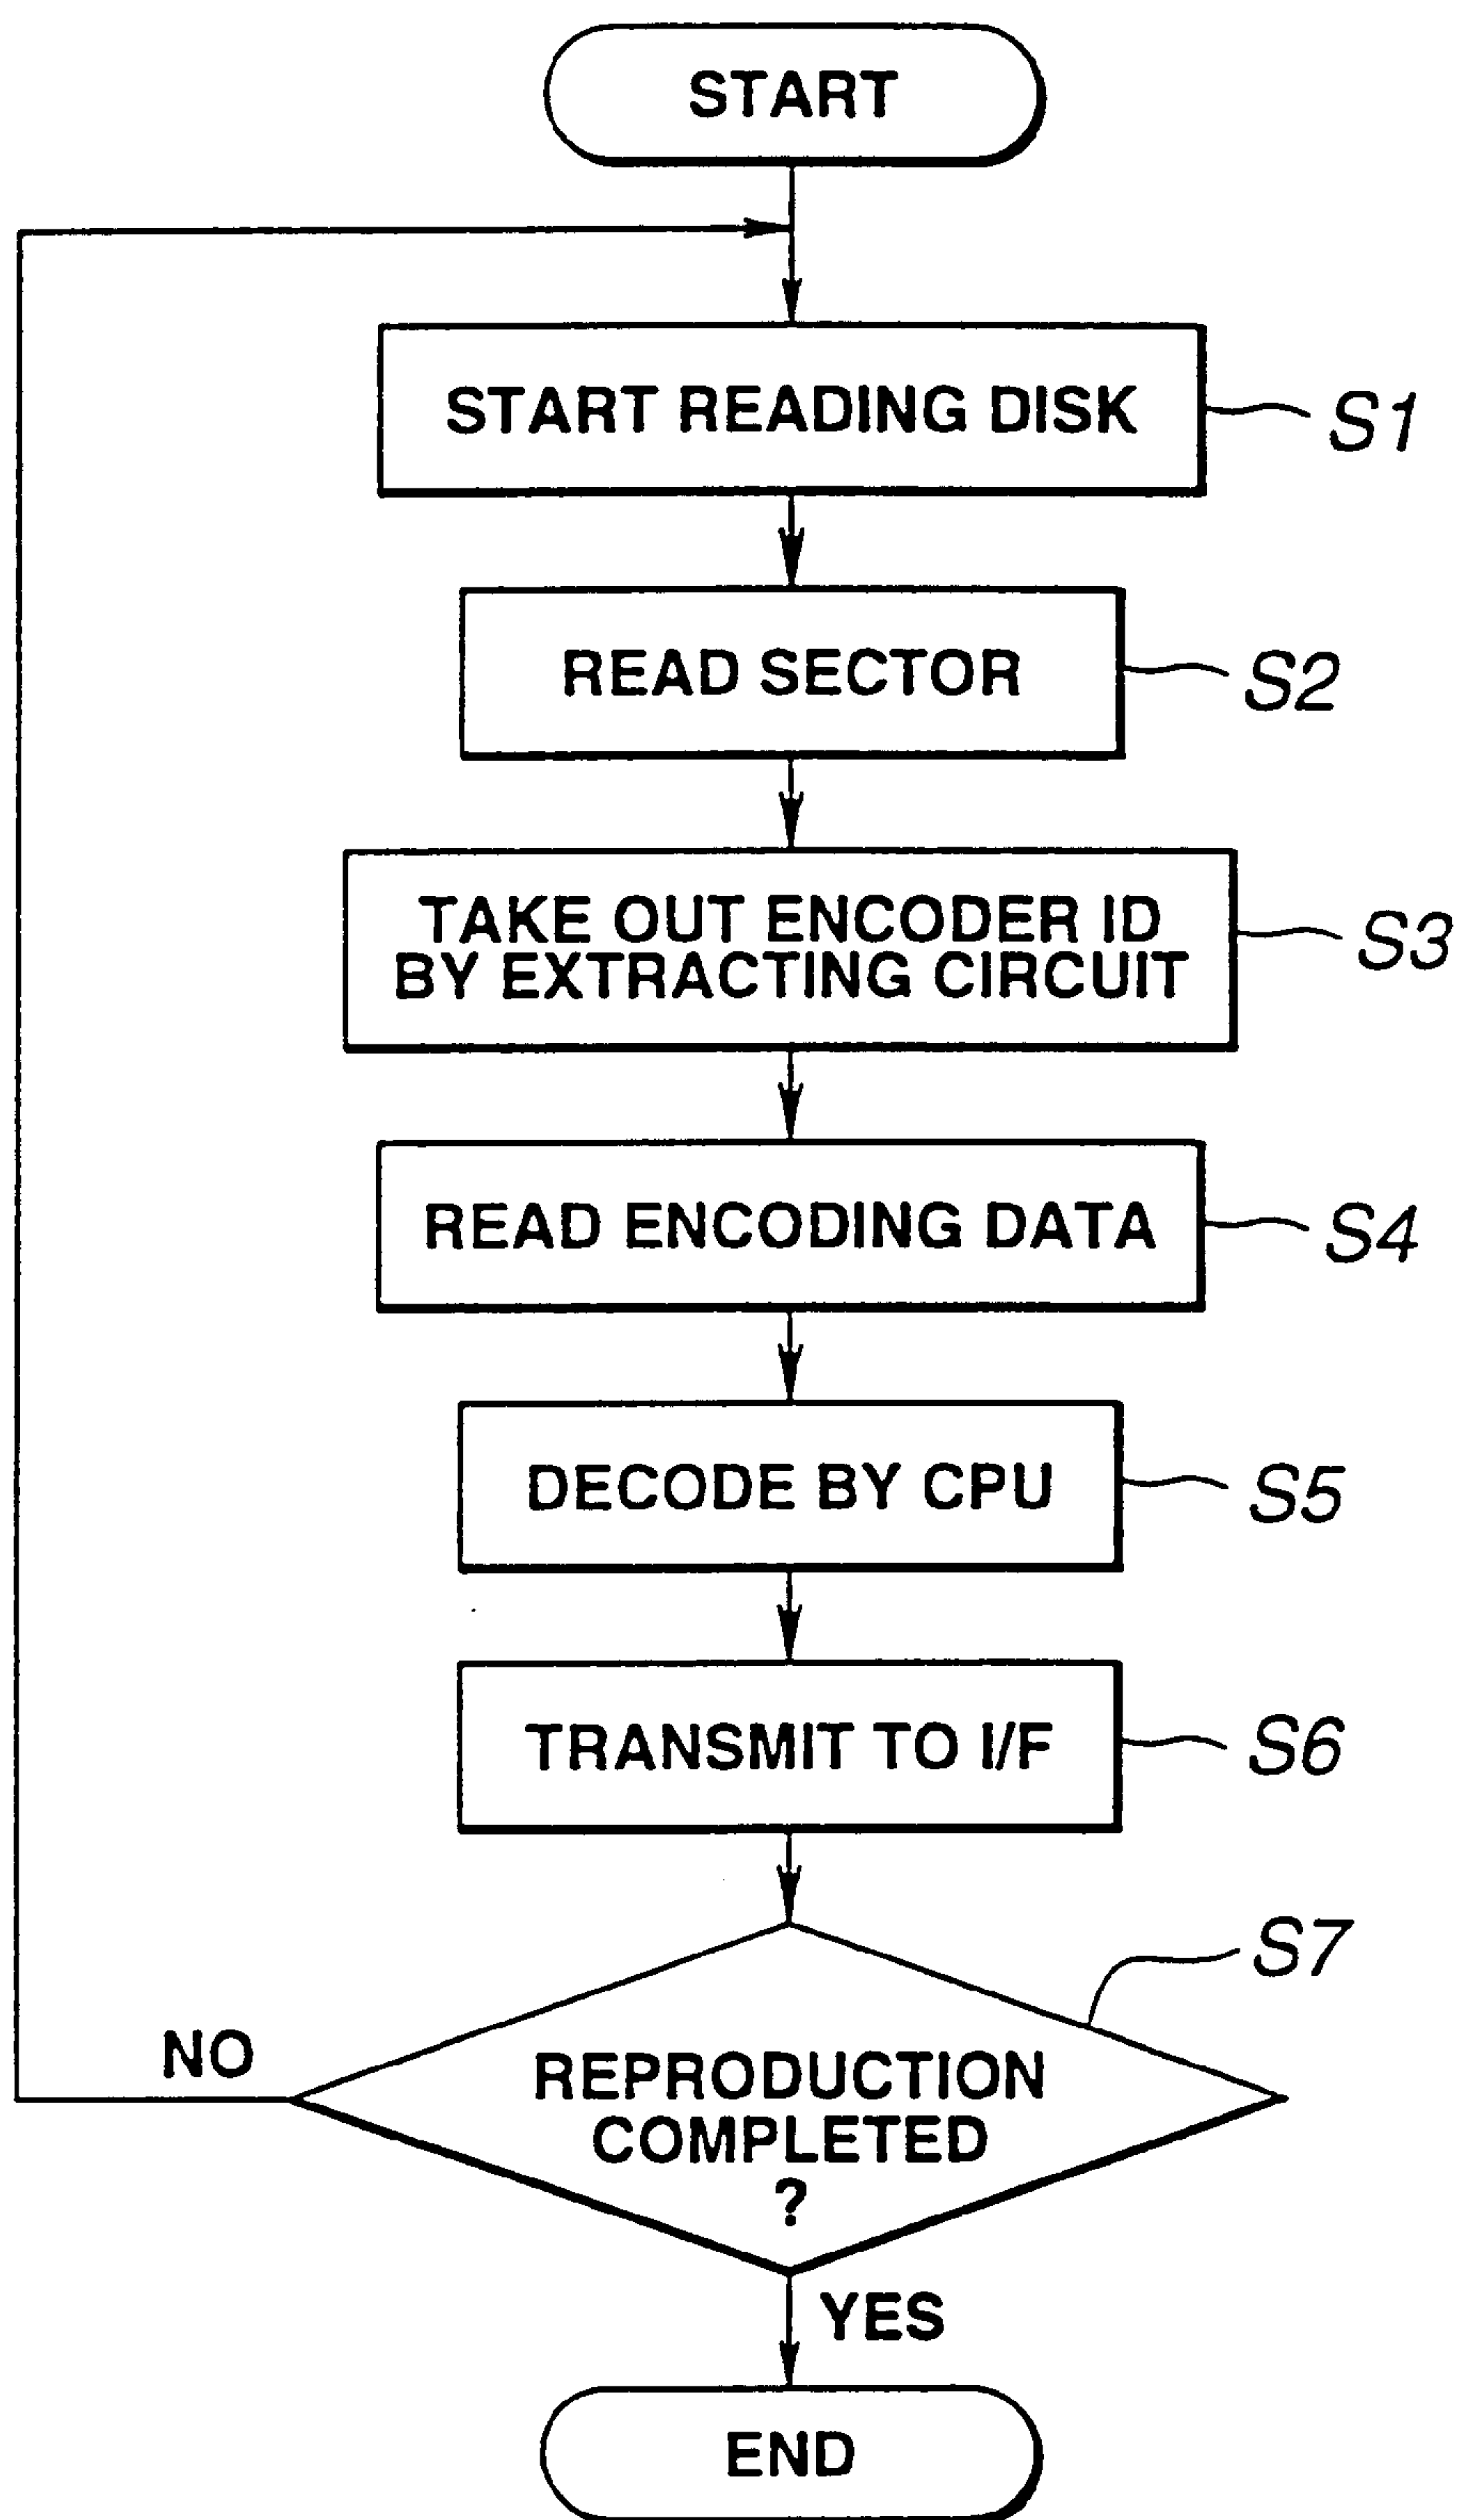 START
START READING DISK
S1
READ SECTOR
S2
TAKE OUT ENCODER ID
BY EXTRACTING CIRCUIT
S3
READ ENCODING DATA
S4
DECODE BY CPU
S5
TRANSMIT TO I/F
S6
S7
NO
REPRODUCTION
COMPLETED
?
YES
END